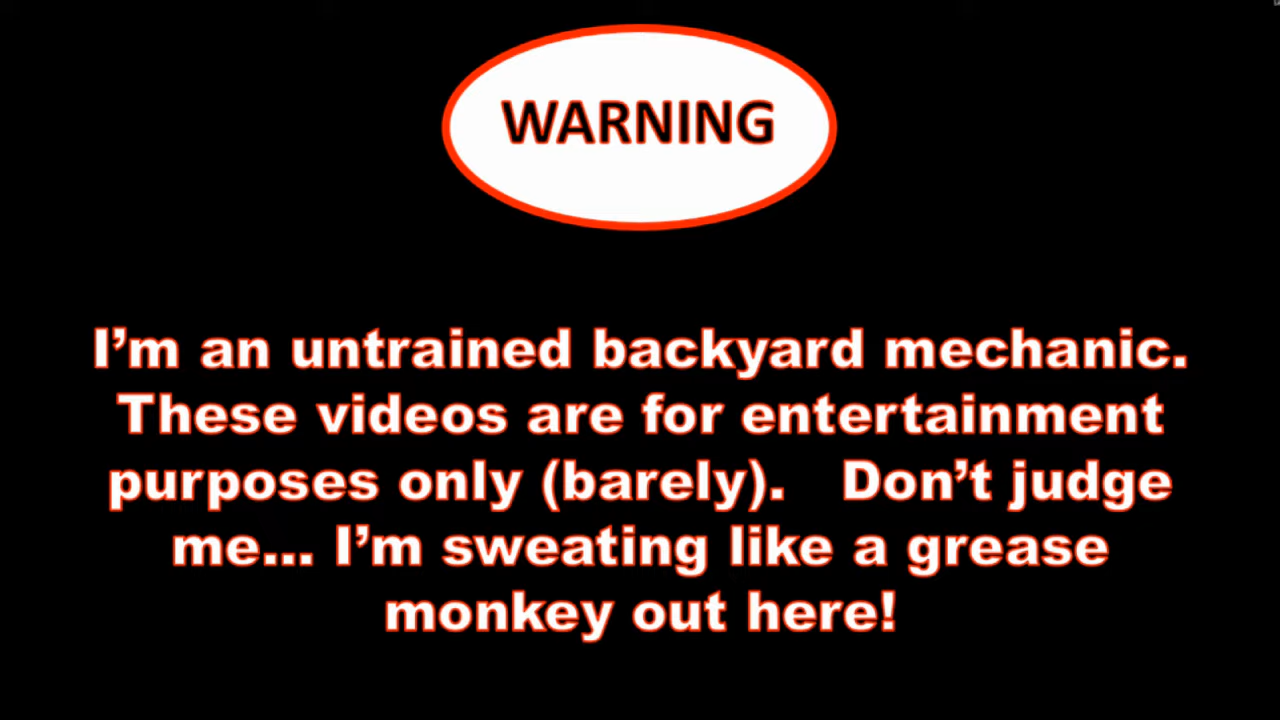 WARNING
I’m an untrained backyard mechanic.
These videos are for entertainment
purposes only (barely).   Don’t judge
me... I’m sweating like a grease
monkey out here!